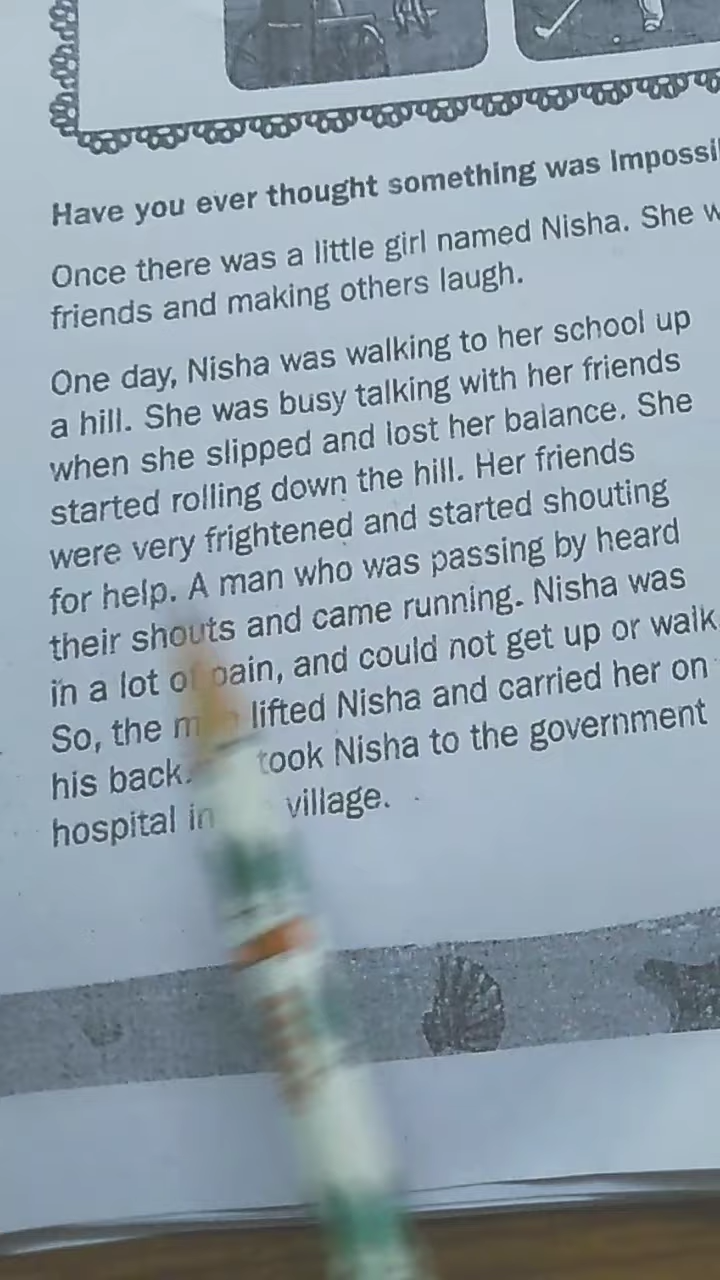 Have you ever thought something was Impossi
Once there was a little girl named Nisha. She w
friends and making others laugh.
One day, Nisha was walking to her school up
a hill. She was busy talking with her friends
when she slipped and lost her balance. She
started rolling down the hill. Her friends
were very frightened and started shouting
for help. A man who was passing by heard
their shouts and came running. Nisha was
in a lot of pain, and could not get up or walk
So, the lifted Nisha and carried her on
his back. took Nisha to the government
hospital in village.